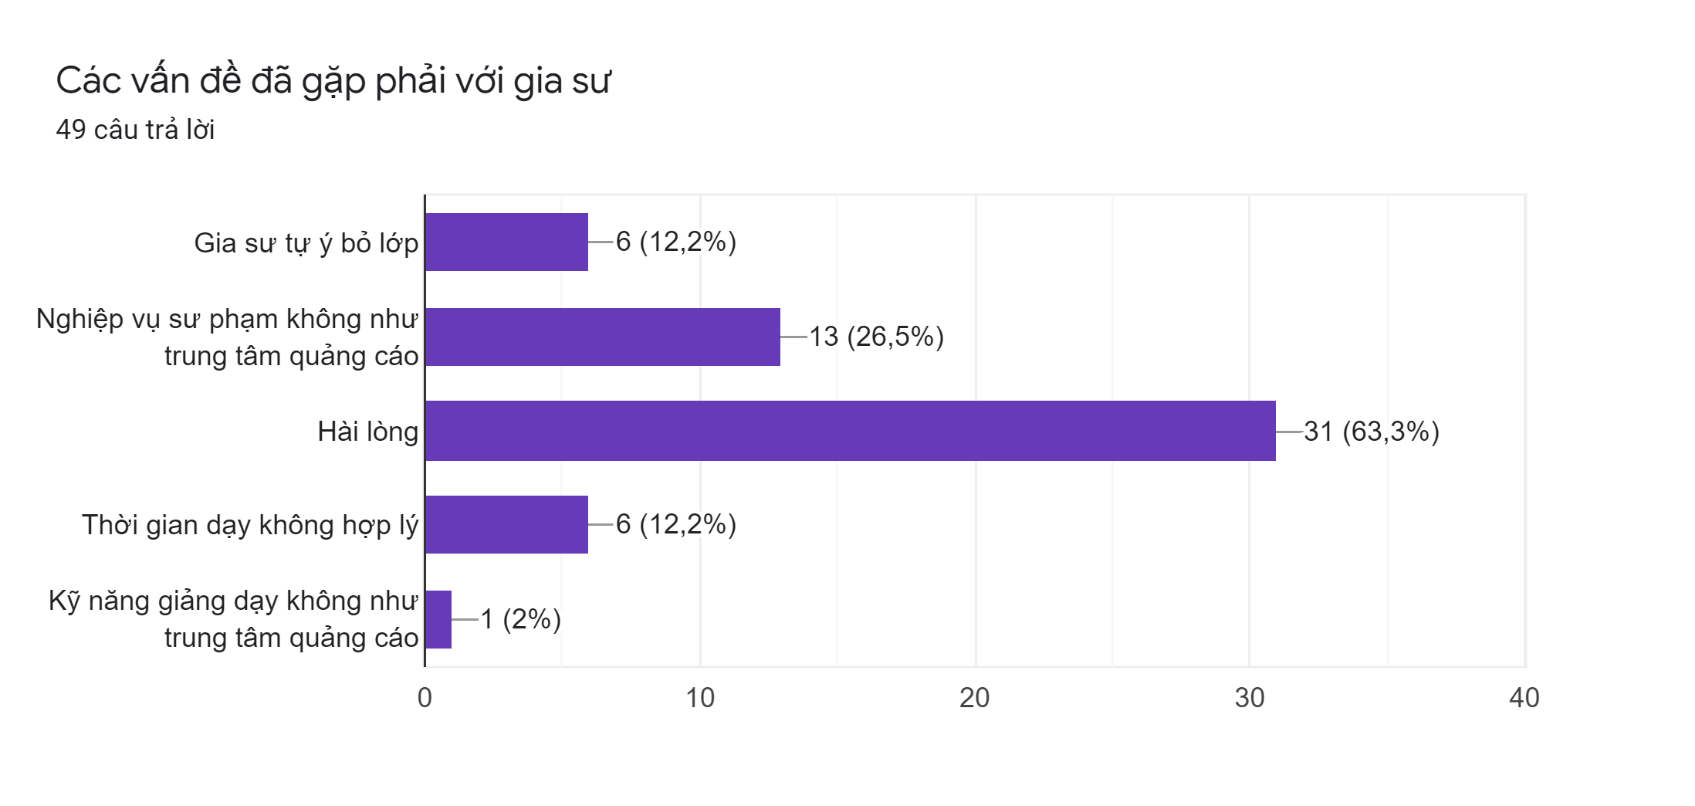 Các vấn đề đã gặp phải với gia sư
49 câu trả lời
Gia sư tự ý bỏ lớp
6 (12,2%)
Nghiệp vụ sư phạm không như
trung tâm quảng cáo
13 (26,5%)
Hài lòng
31 (63,3%)
Thời gian dạy không hợp lý
6 (12,2%)
Kỹ năng giảng dạy không như
trung tâm quảng cáo
1 (2%)
0 10 20 30 40